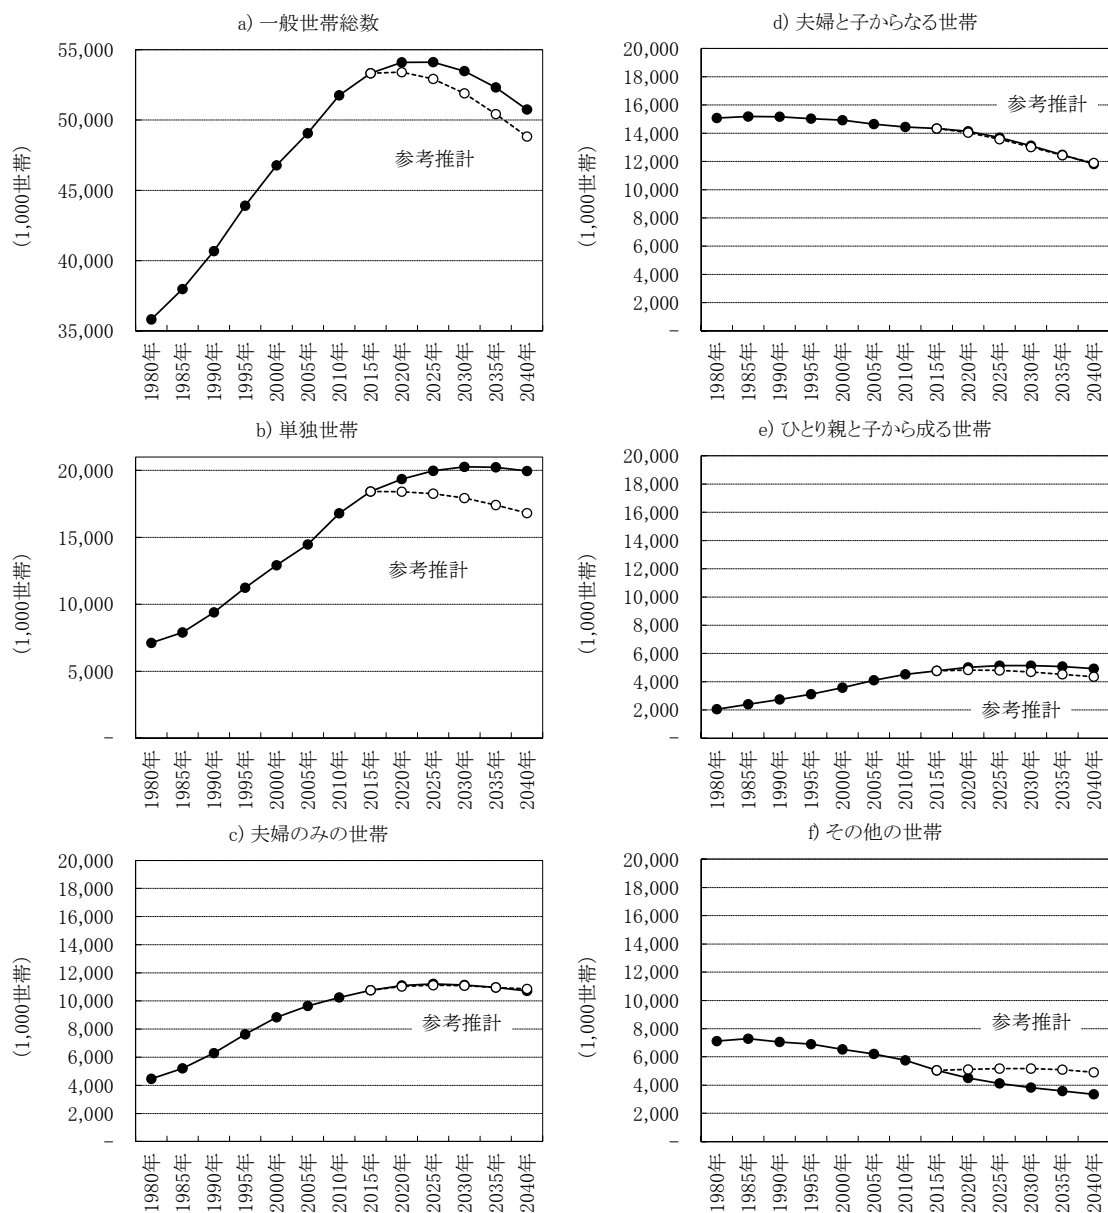 a) 一般世帯総数
55,000
50,000
45,000
40,000
35,000
(1,000世帯)
参考推計
1980年
1985年
1990年
1995年
2000年
2005年
2010年
2015年
2020年
2025年
2030年
2035年
2040年
b) 単独世帯
20,000
15,000
10,000
5,000
–
(1,000世帯)
参考推計
1980年
1985年
1990年
1995年
2000年
2005年
2010年
2015年
2020年
2025年
2030年
2035年
2040年
c) 夫婦のみの世帯
20,000
18,000
16,000
14,000
12,000
10,000
8,000
6,000
4,000
2,000
–
(1,000世帯)
参考推計
1980年
1985年
1990年
1995年
2000年
2005年
2010年
2015年
2020年
2025年
2030年
2035年
2040年
d) 夫婦と子からなる世帯
20,000
18,000
16,000
14,000
12,000
10,000
8,000
6,000
4,000
2,000
–
(1,000世帯)
参考推計
1980年
1985年
1990年
1995年
2000年
2005年
2010年
2015年
2020年
2025年
2030年
2035年
2040年
e) ひとり親と子から成る世帯
20,000
18,000
16,000
14,000
12,000
10,000
8,000
6,000
4,000
2,000
–
(1,000世帯)
参考推計
1980年
1985年
1990年
1995年
2000年
2005年
2010年
2015年
2020年
2025年
2030年
2035年
2040年
f) その他の世帯
20,000
18,000
16,000
14,000
12,000
10,000
8,000
6,000
4,000
2,000
–
(1,000世帯)
参考推計
1980年
1985年
1990年
1995年
2000年
2005年
2010年
2015年
2020年
2025年
2030年
2035年
2040年